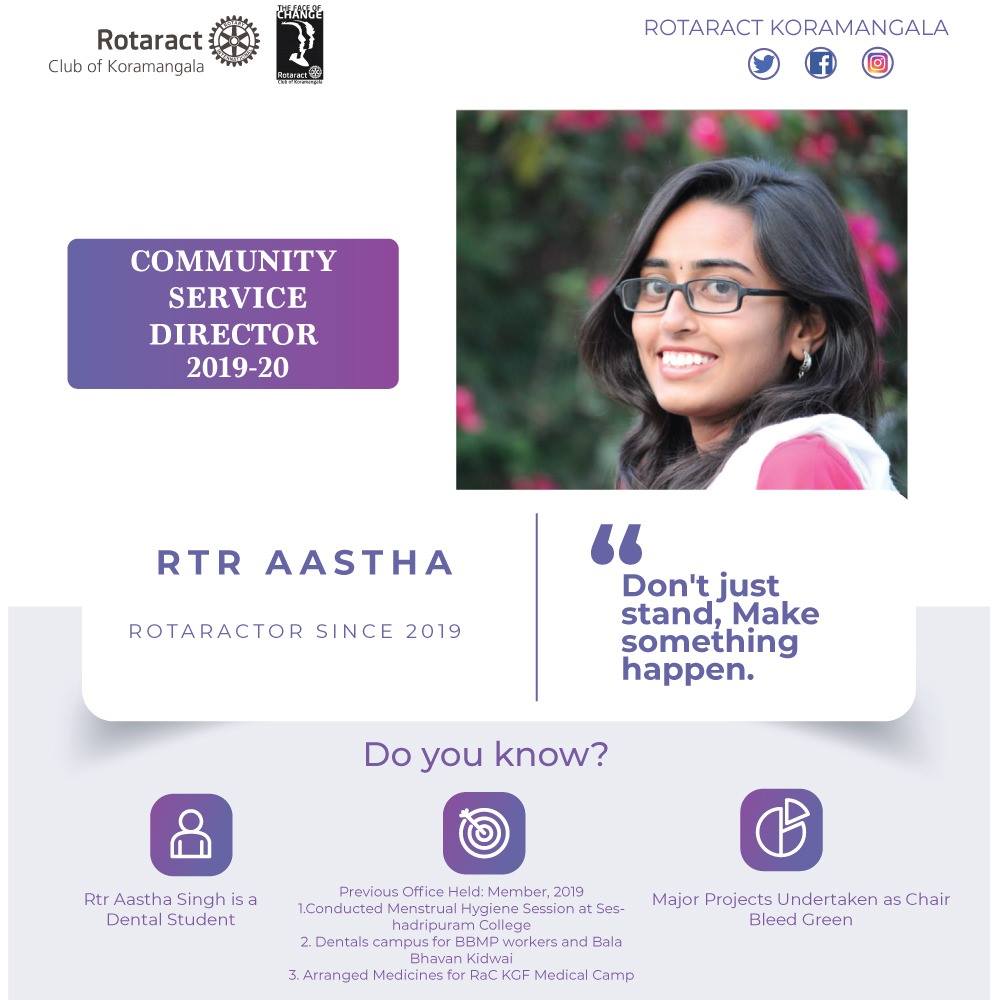 Rotaract
Club of Koramangala
THE FACE OF
CHANGE
Rotaract
Club of Koramangala
ROTARACT KORAMANGALA
COMMUNITY
SERVICE
DIRECTOR
2019-20
RTR AASTHA
ROTARACTOR SINCE 2019
“
Don't just
stand, Make
something
happen.
Do you know?
Rtr Aastha Singh is a
Dental Student
Previous Office Held: Member, 2019
1.Conducted Menstrual Hygiene Session at Ses-
hadripuram College
2. Dentals campus for BBMP workers and Bala
Bhavan Kidwai
3. Arranged Medicines for RaC KGF Medical Camp
Major Projects Undertaken as Chair
Bleed Green